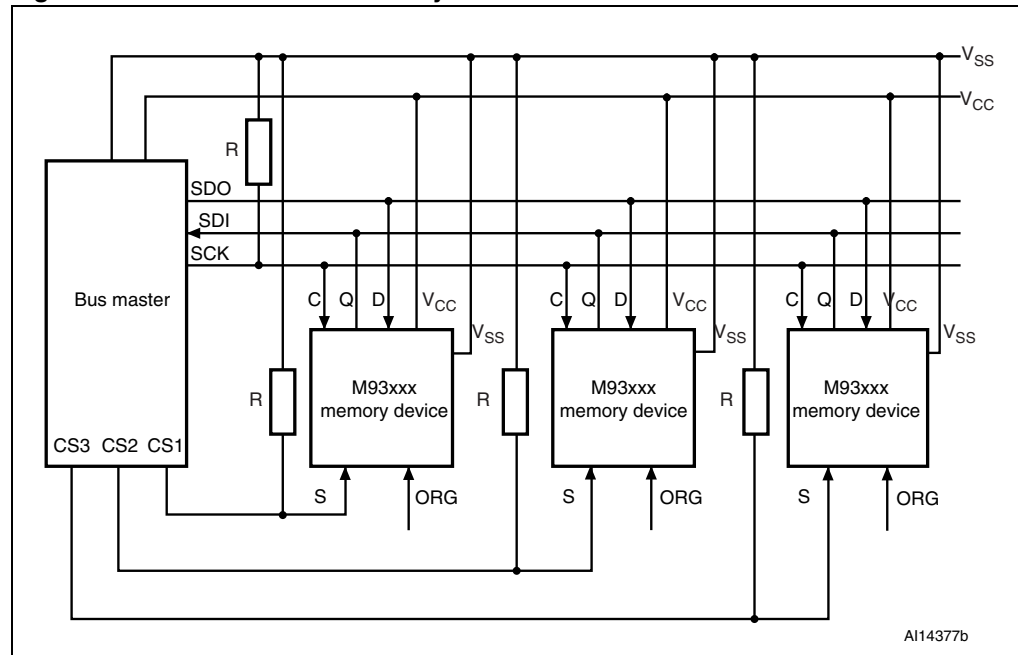 VSS
VCC
R
SDO
SDI
SCK
Bus master
C Q D VCC
VSS
C Q D VCC
VSS
C Q D VCC
VSS
R
M93xxx
memory device
R
M93xxx
memory device
R
M93xxx
memory device
CS3 CS2 CS1
S ORG
S ORG
S ORG
AI14377b